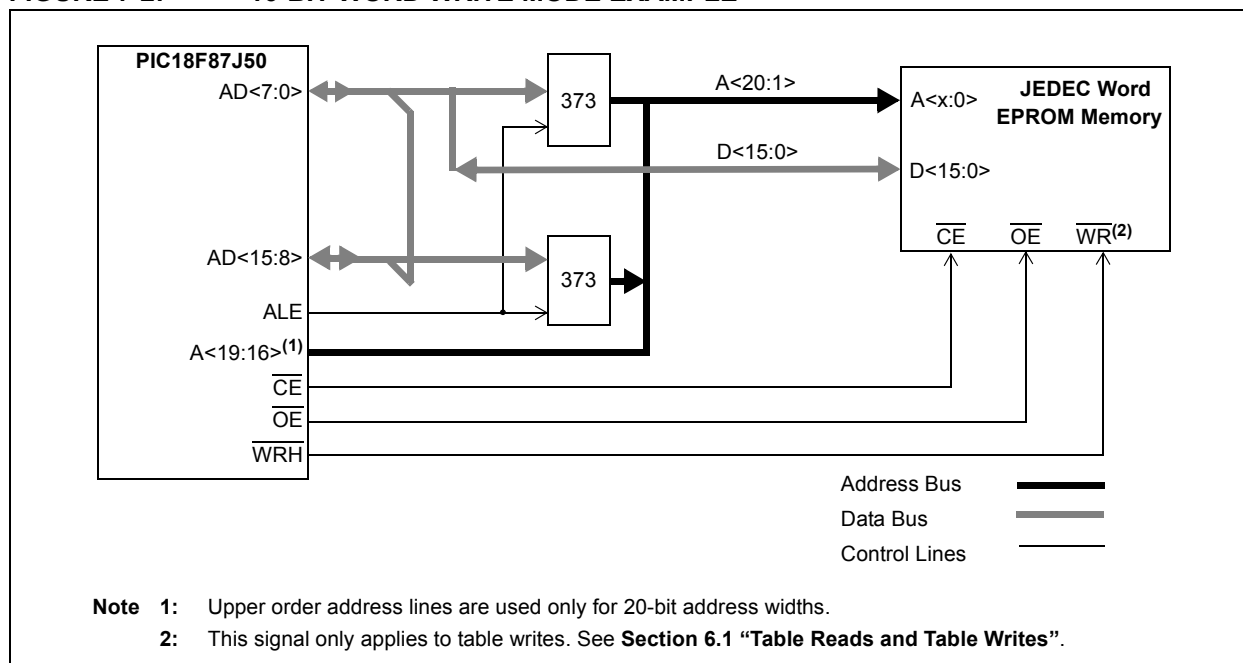 PIC18F87J50
AD<7:0>
373
A<20:1>
A<x:0>
JEDEC Word
EPROM Memory
D<15:0>
D<15:0>
CE
OE
WR(2)
AD<15:8>
373
ALE
A<19:16>(1)
CE
OE
WRH
Address Bus
Data Bus
Control Lines
Note 1: Upper order address lines are used only for 20-bit address widths.
2: This signal only applies to table writes. See Section 6.1 “Table Reads and Table Writes”.